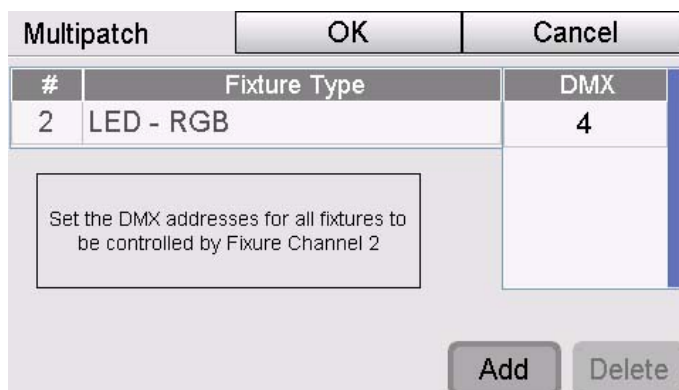 Multipatch OK Cancel
# Fixture Type DMX
2 LED - RGB 4
Set the DMX addresses for all fixtures to
be controlled by Fixure Channel 2
Add Delete